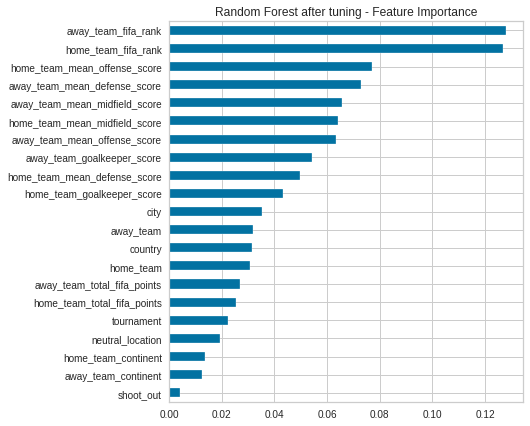 Random Forest after tuning - Feature Importance
away_team_fifa_rank
home_team_fifa_rank
home_team_mean_offense_score
away_team_mean_defense_score
away_team_mean_midfield_score
home_team_mean_midfield_score
away_team_mean_offense_score
away_team_goalkeeper_score
home_team_mean_defense_score
home_team_goalkeeper_score
city
away_team
country
home_team
away_team_total_fifa_points
home_team_total_fifa_points
tournament
neutral_location
home_team_continent
away_team_continent
shoot_out
0.00 0.02 0.04 0.06 0.08 0.10 0.12